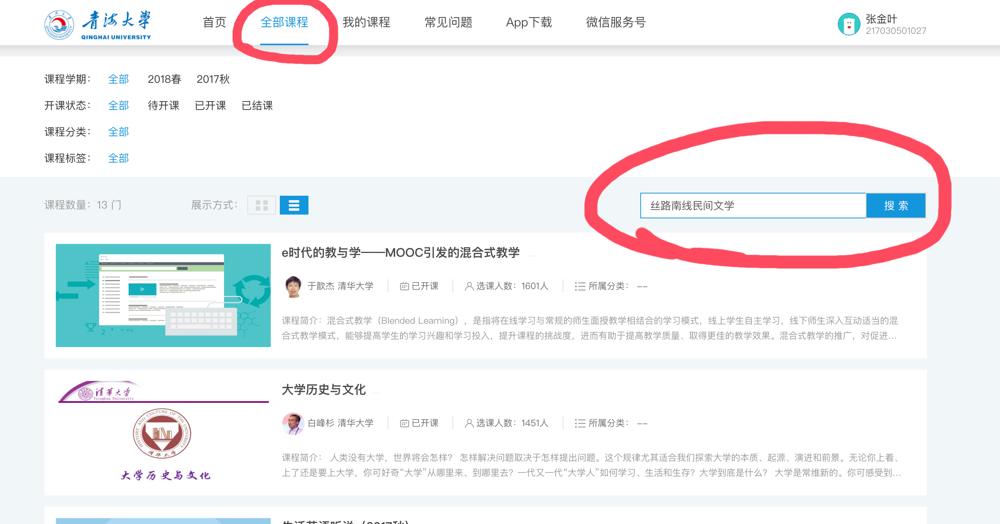 青海大学
QINGHAI UNIVERSITY
首页 全部课程 我的课程 常见问题 App下载 微信服务号
张金叶
217030501027
课程学期： 全部 2018春 2017秋
开课状态： 全部 待开课 已开课 已结课
课程分类： 全部
课程标签： 全部
课程数量：13 门 展示方式：
丝路南线民间文学 搜 索
e时代的教与学——MOOC引发的混合式教学
于歆杰 清华大学 已开课 选课人数：1601人 所属分类： --
课程简介：混合式教学（Blended Learning），是指将在线学习与常规的师生面授教学相结合的学习模式，线上学生自主学习，线下师生深入互动适当的混
合式教学模式，能够提高学生的学习兴趣和学习投入，提升课程的挑战度，进而有助于提高教学质量、取得更佳的教学效果。混合式教学的推广，对促进...
清華大学
Tsinghua University
HISTORY AND CULTURE OF THE UNIVERSITY
清华大学
大学历史与文化
大学历史与文化
白峰杉 清华大学 已开课 选课人数：1451人 所属分类： --
课程简介： 人类没有大学，世界将会怎样？ 怎样解决问题取决于怎样提出问题。这个规律尤其适合我们探索大学的本质、起源、演进和前景。无论你上着、
上了还是要上大学，你可好奇“大学”从哪里来、到哪里去？一代又一代“大学人”如何学习、生活和生存？大学到底是什么？ 大学是常维新的。你可感受到...
生活英语听说（2017秋）